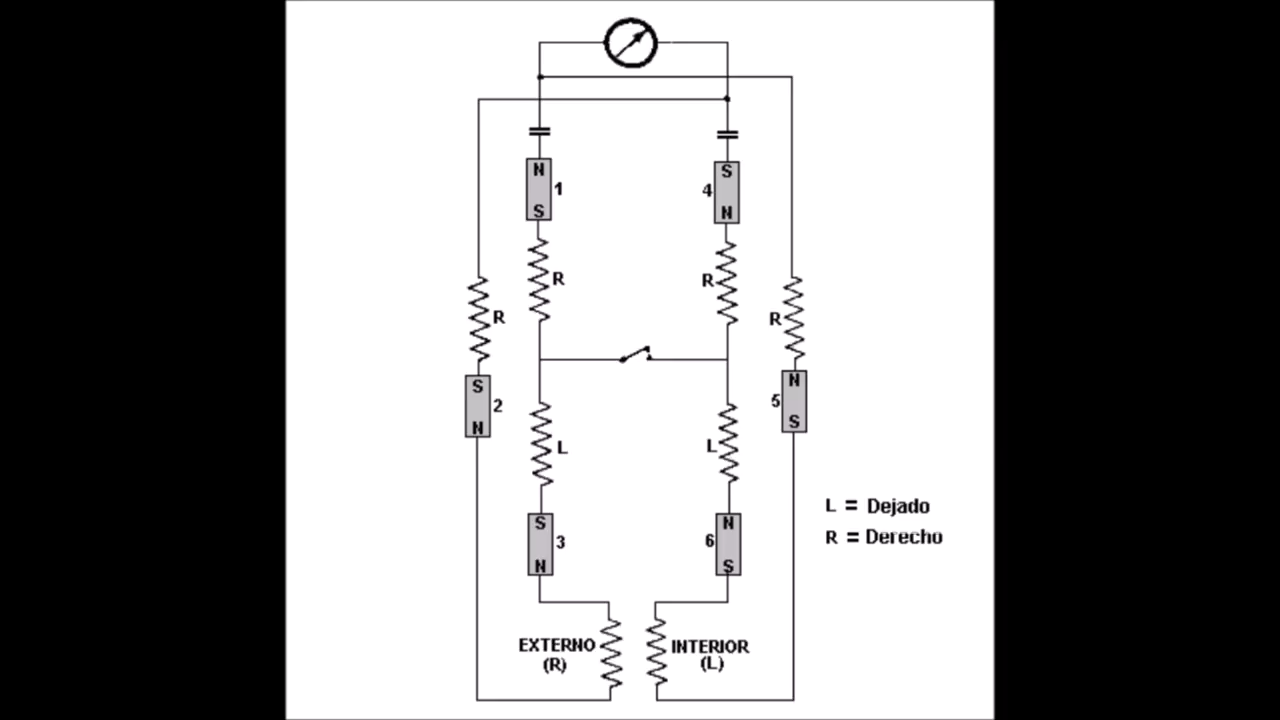 N
1
S
S
4
N
R
R
R
R
S
2
N
N
5
S
L
L
L = Dejado
R = Derecho
S
3
N
N
6
S
EXTERNO
(R)
INTERIOR
(L)